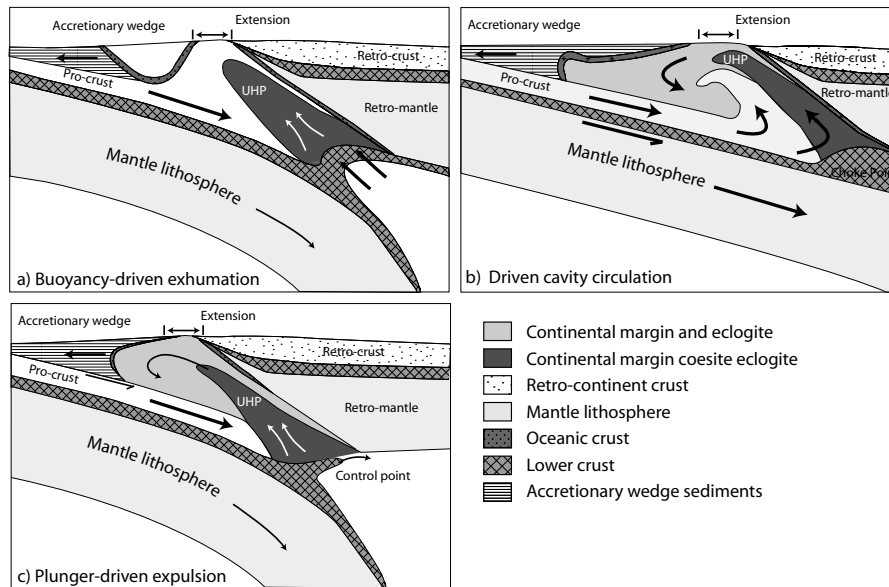 Accretionary wedge
Extension
Retro-crust
Pro-crust
UHP
Retro-mantle
Mantle lithosphere
a) Buoyancy-driven exhumation
Accretionary wedge
Extension
UHP
Retro-crust
Pro-crust
Retro-mantle
Mantle lithosphere
Choke Point
b) Driven cavity circulation
Accretionary wedge
Extension
Retro-crust
Pro-crust
UHP
Retro-mantle
Mantle lithosphere
Control point
c) Plunger-driven expulsion
Continental margin and eclogite
Continental margin coesite eclogite
Retro-continent crust
Mantle lithosphere
Oceanic crust
Lower crust
Accretionary wedge sediments